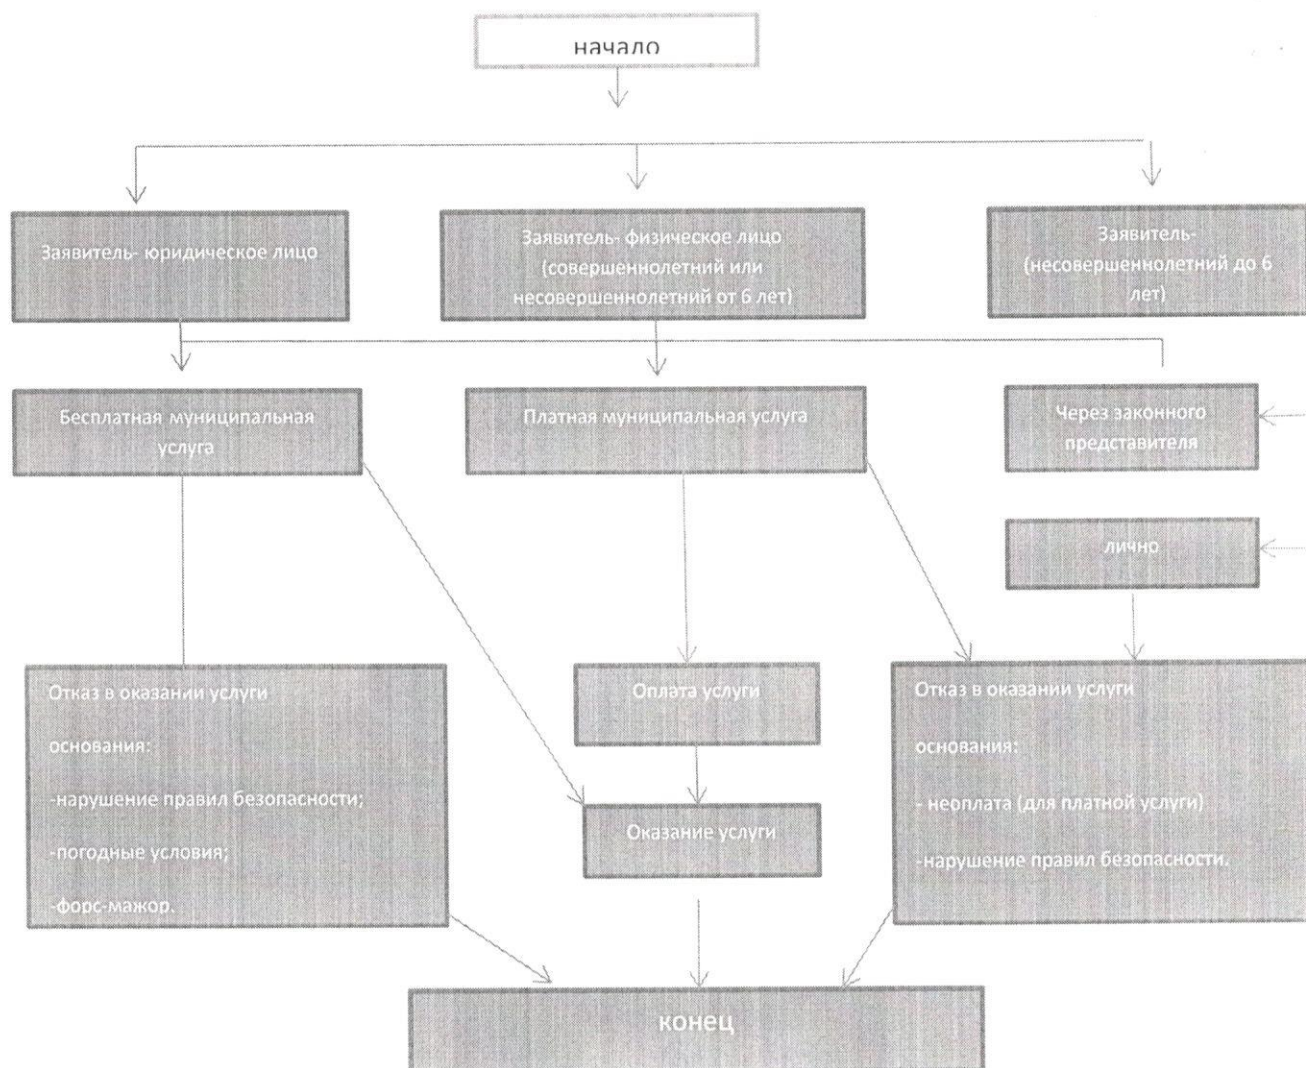 начало
Заявитель- юридическое лицо
Заявитель- физическое лицо
(совершеннолетний или
несовершеннолетний от 6 лет)
Заявитель-
(несовершеннолетний до 6
лет)
Бесплатная муниципальная
услуга
Платная муниципальная услуга
Через законного
представителя
лично
Отказ в оказании услуги
основания:
-нарушение правил безопасности;
-погодные условия;
-форс-мажор.
Оплата услуги
Оказание услуги
Отказ в оказании услуги
основания:
- неоплата (для платной услуги)
-нарушение правил безопасности.
конец